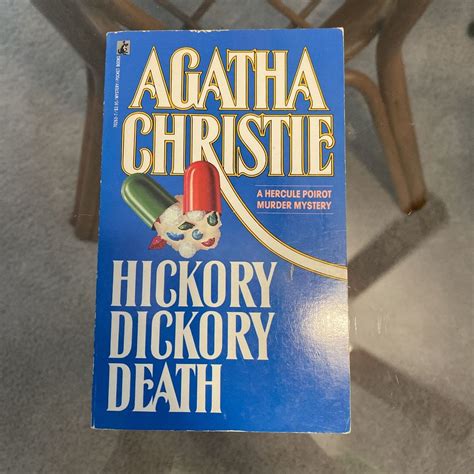 AGATHA
CHRISTIE
A HERCULE POIROT
MURDER MYSTERY
HICKORY
DICKORY
DEATH